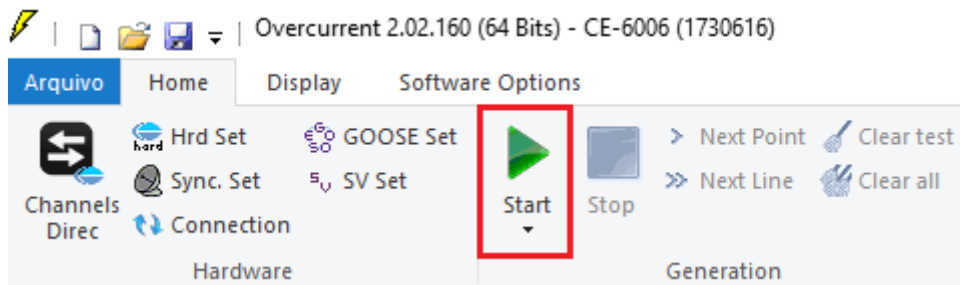 Overcurrent 2.02.160 (64 Bits) - CE-6006 (1730616)
Arquivo Home Display Software Options
Hrd Set GOOSE Set Next Point Clear test
Sync. Set SV Set Next Line Clear all
Channels Direc Connection Start Stop
Hardware Generation